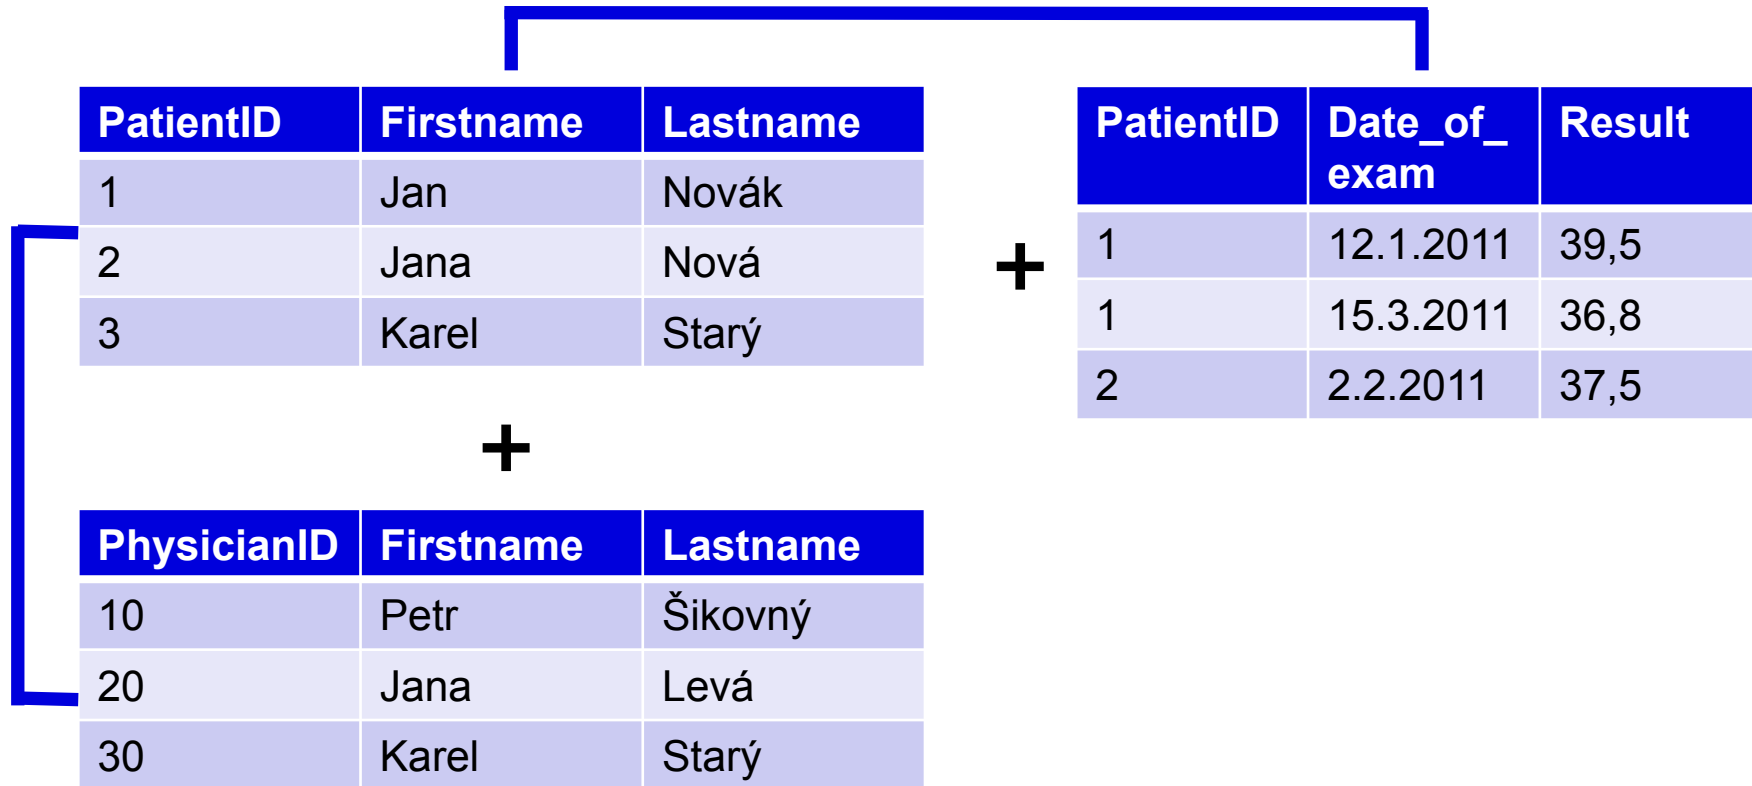 PatientID Firstname Lastname
1 Jan Novák
2 Jana Nová
3 Karel Starý
+
PatientID Date_of_ Result
exam
1 12.1.2011 39,5
1 15.3.2011 36,8
2 2.2.2011 37,5
+
PhysicianID Firstname Lastname
10 Petr Šikovný
20 Jana Levá
30 Karel Starý